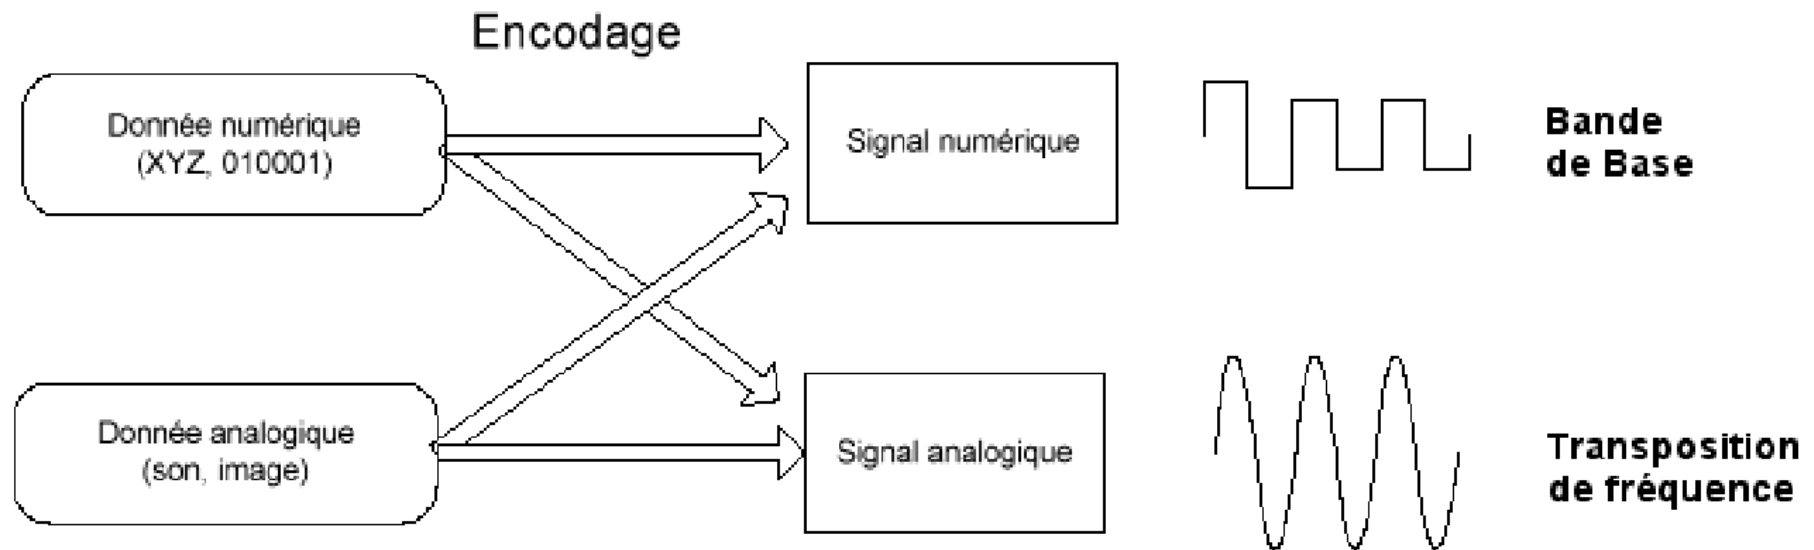 Encodage
Donnée numérique
(XYZ, 010001)
Signal numérique
Bande
de Base
Donnée analogique
(son, image)
Signal analogique
Transposition
de fréquence